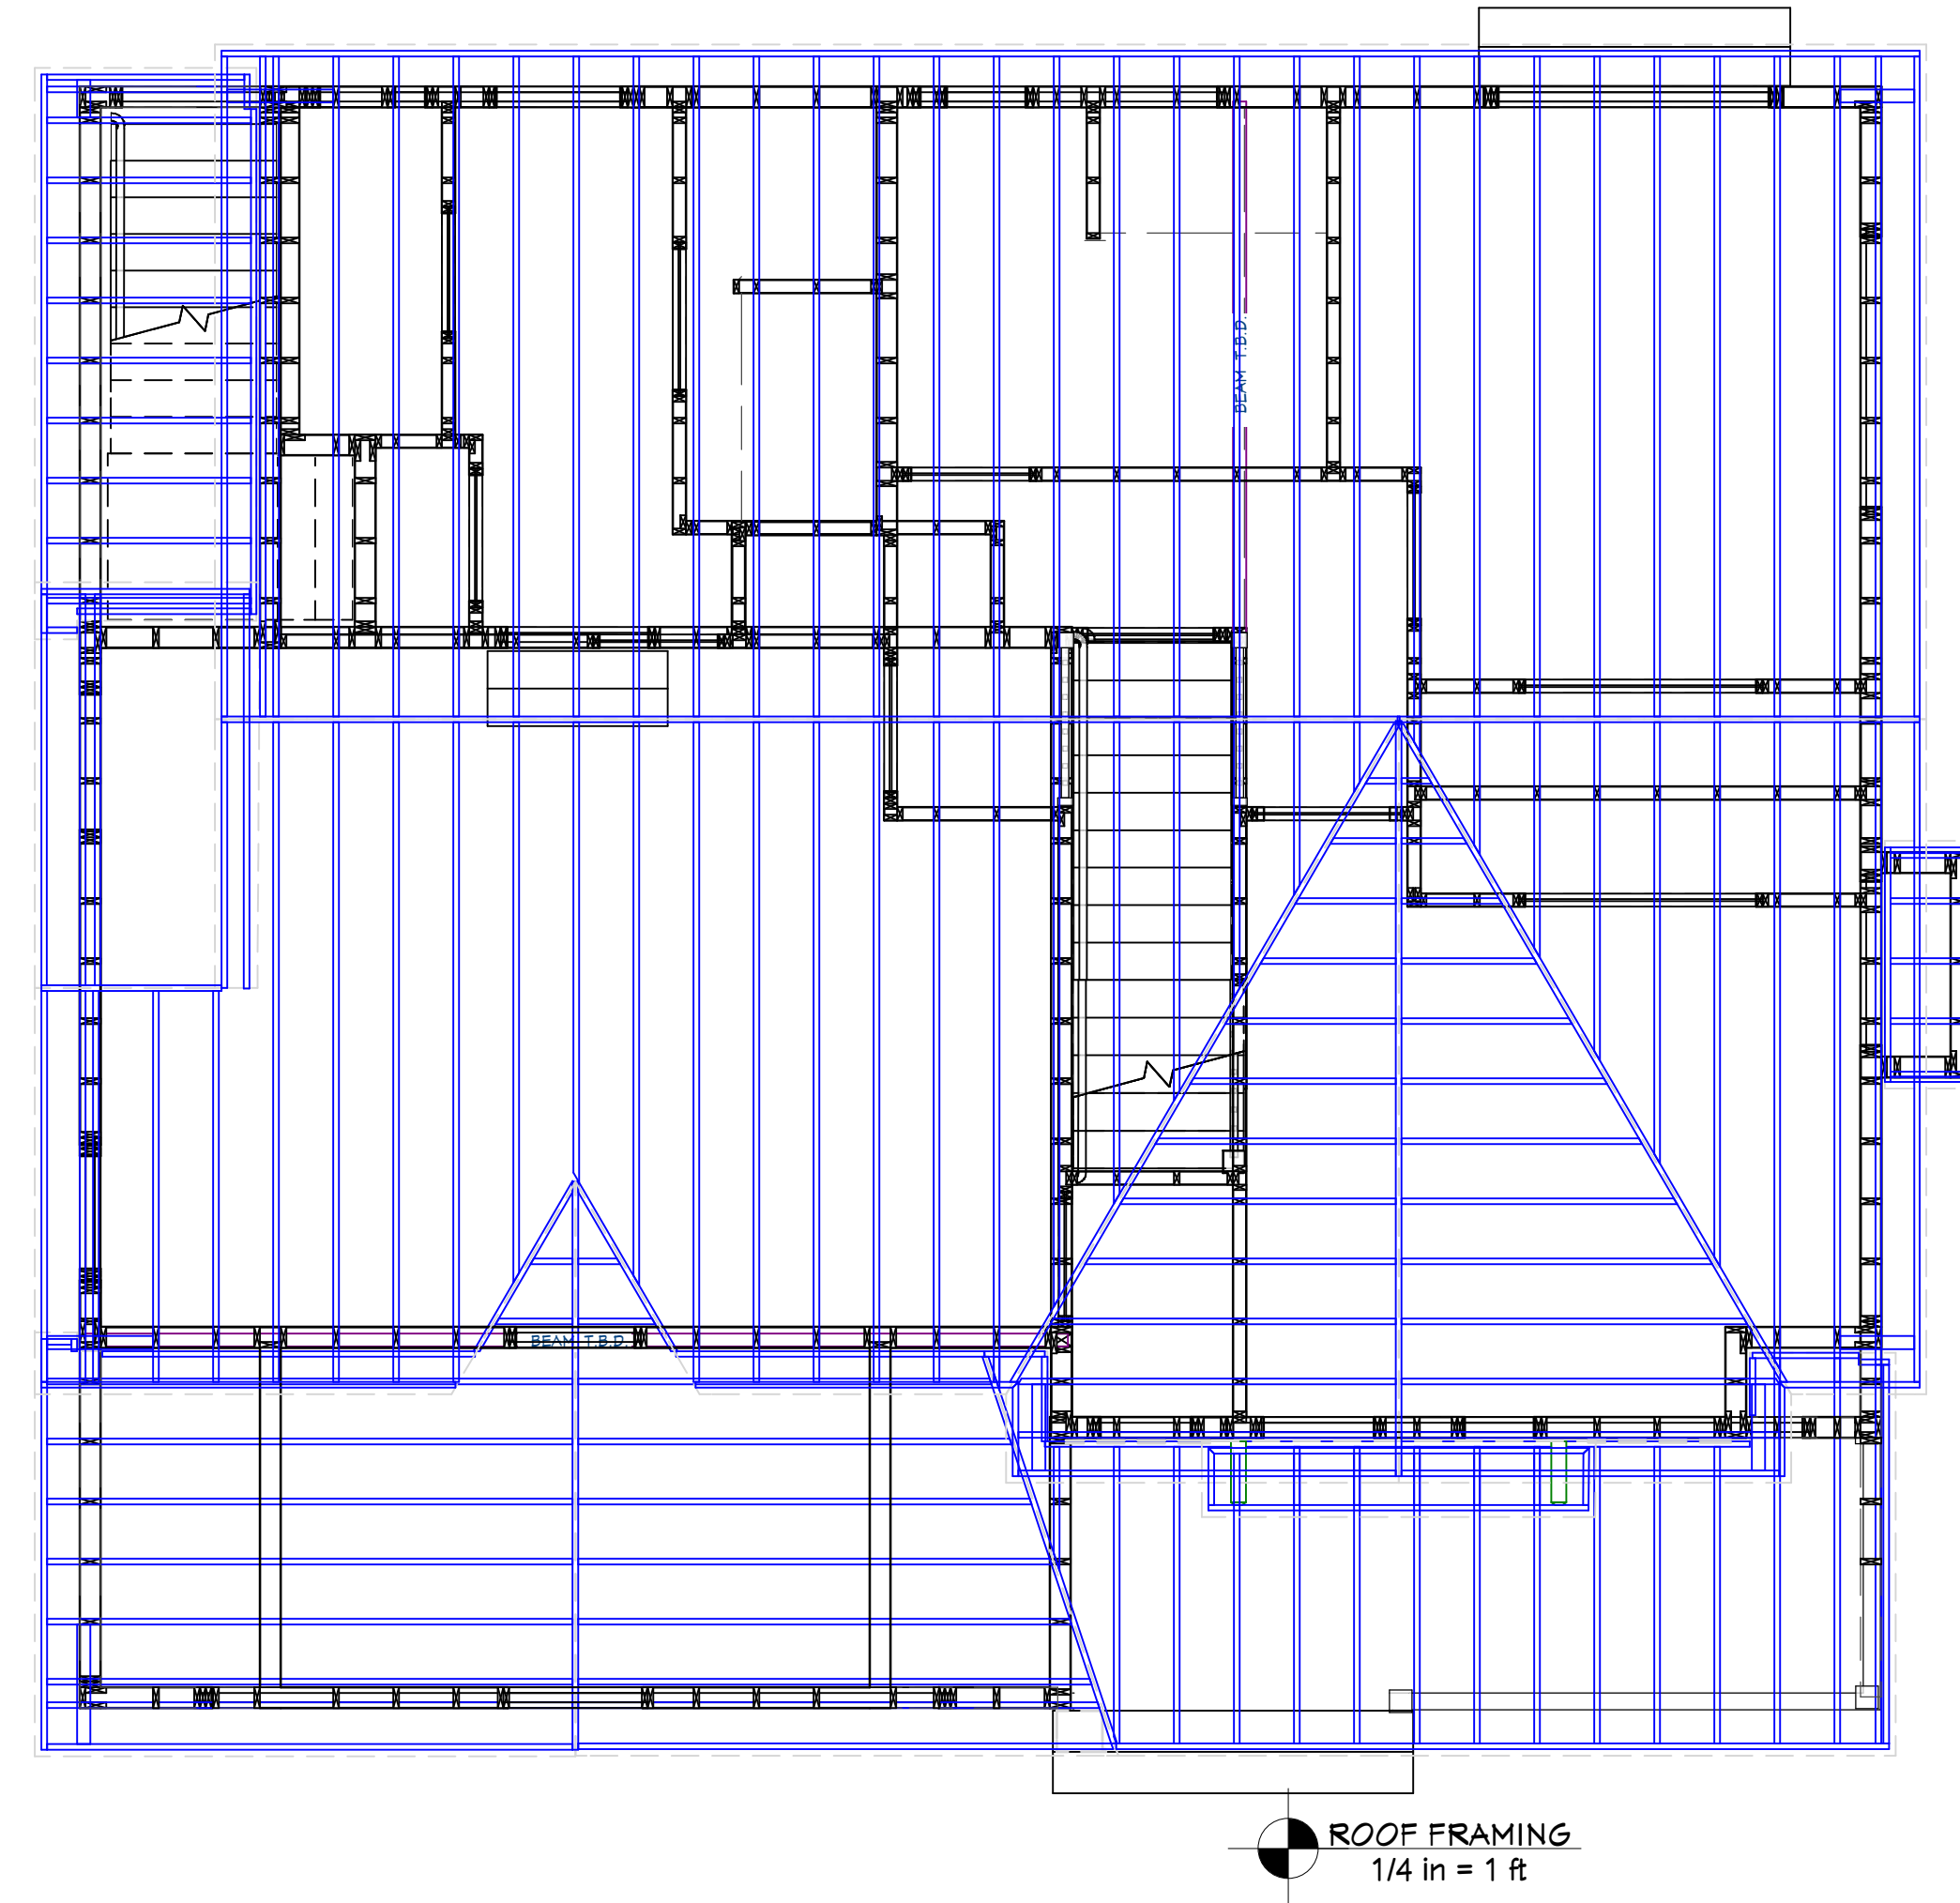 BEAM T.B.D.
BEAM T.B.D.
ROOF FRAMING
1/4 in = 1 ft